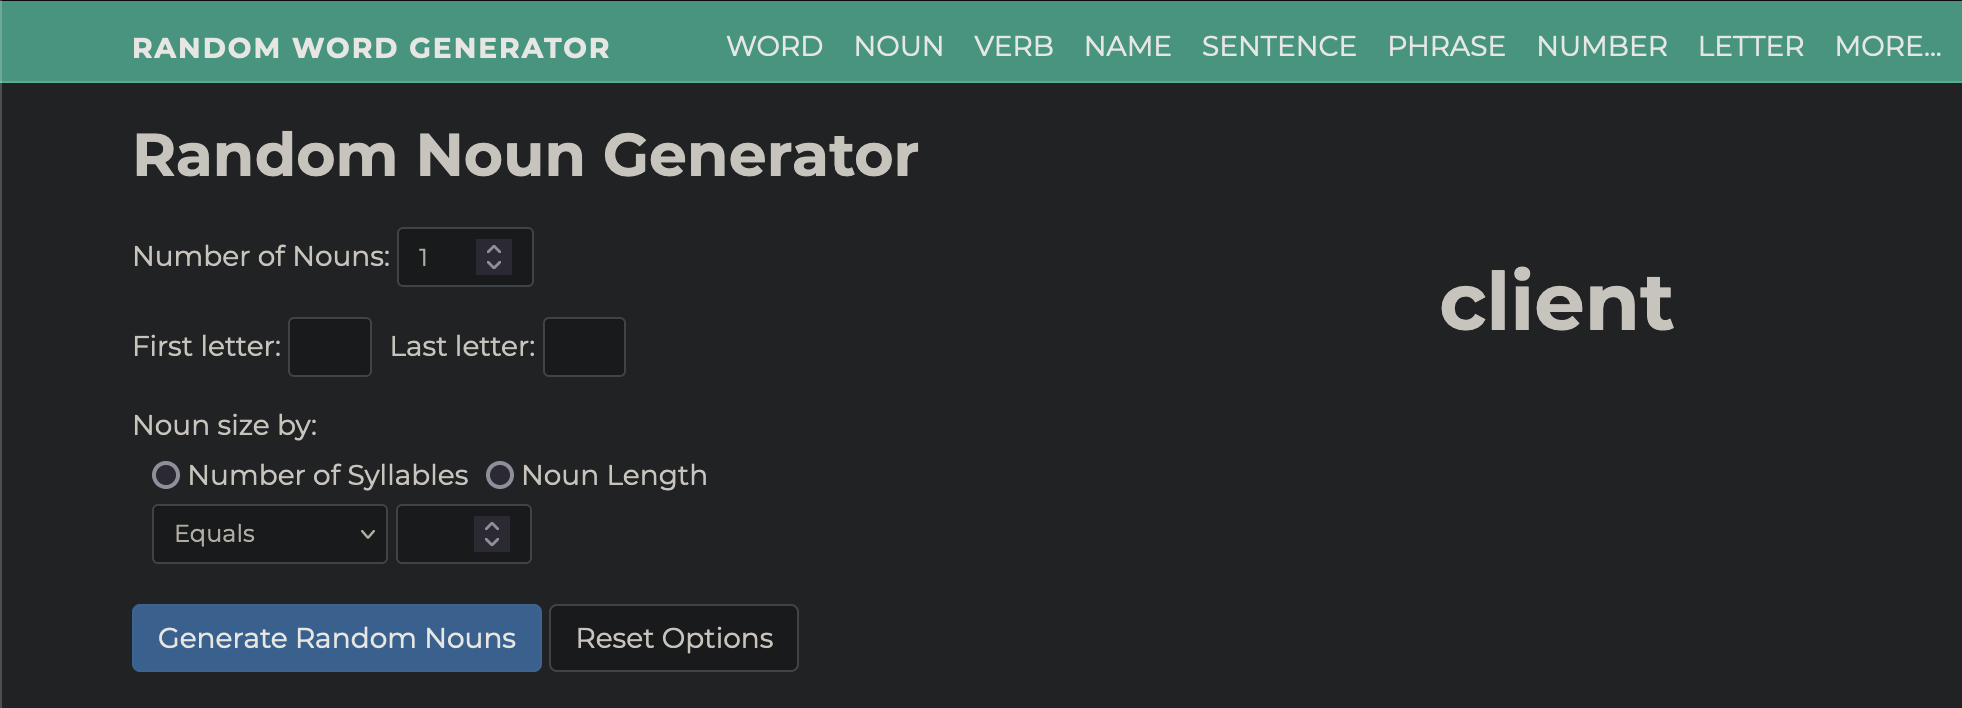 RANDOM WORD GENERATOR WORD NOUN VERB NAME SENTENCE PHRASE NUMBER LETTER MORE...
Random Noun Generator
Number of Nouns: 1
client
First letter: Last letter:
Noun size by:
Number of Syllables Noun Length
Equals
Generate Random Nouns Reset Options